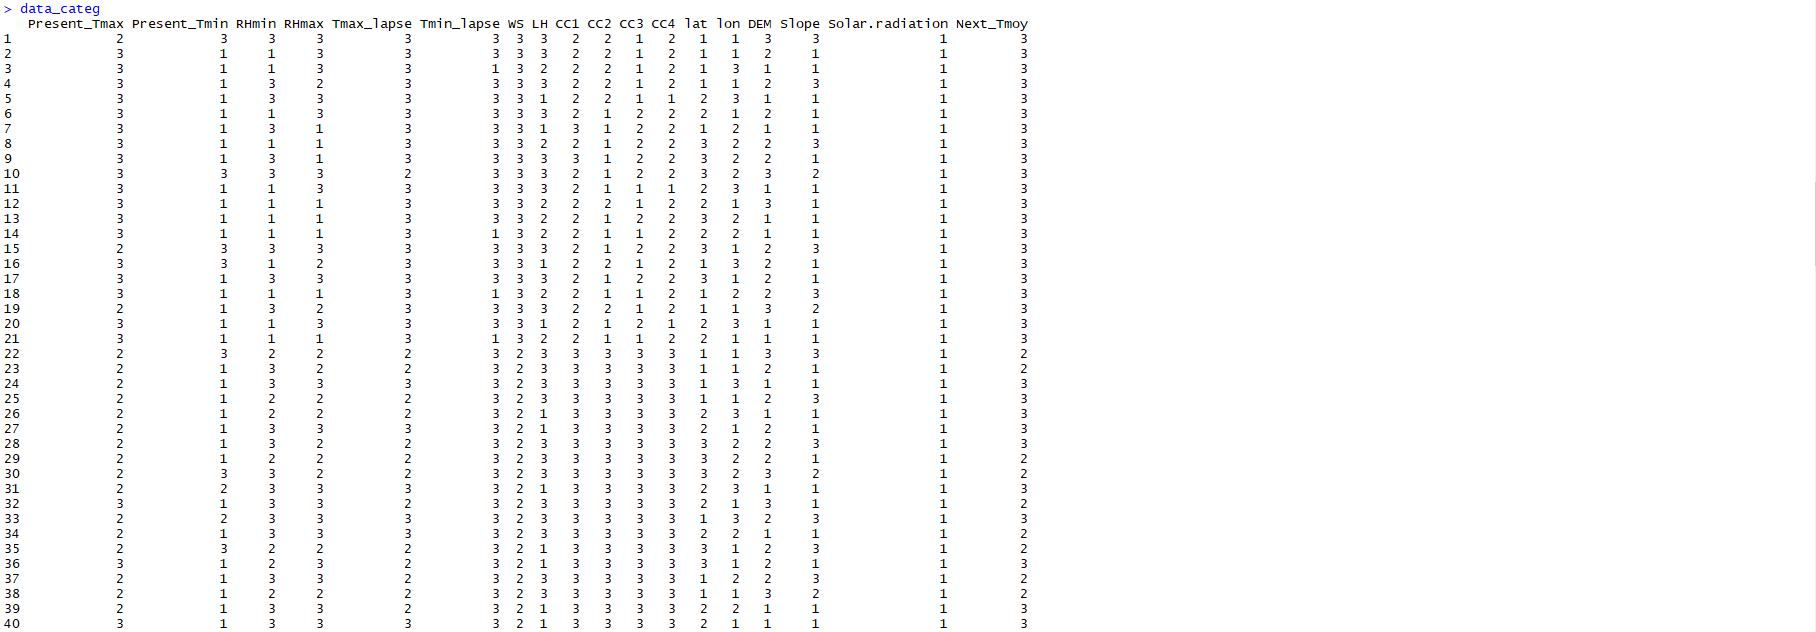 > data_categ
Present_Tmax Present_Tmin RHmin RHmax Tmax_lapse Tmin_lapse WS LH CC1 CC2 CC3 CC4 lat lon DEM Slope Solar.radiation Next_Tmoy
1 2 3 3 3 3 3 3 3 2 2 1 2 1 1 3 3 1 3
2 3 1 1 3 3 3 3 3 2 2 1 2 1 1 2 1 1 3
3 3 1 1 3 3 1 3 2 2 2 1 2 1 3 1 1 1 3
4 3 1 3 2 3 3 3 3 2 2 1 2 1 1 2 3 1 3
5 3 1 3 3 3 3 3 1 2 2 1 1 2 3 1 1 1 3
6 3 1 1 3 3 3 3 3 2 1 2 2 2 1 2 1 1 3
7 3 1 3 1 3 3 3 1 3 1 2 2 1 2 1 1 1 3
8 3 1 1 1 3 3 3 2 2 1 2 2 3 2 2 3 1 3
9 3 1 3 1 3 3 3 3 3 1 2 2 3 2 2 1 1 3
10 3 3 3 3 2 3 3 3 2 1 2 2 3 2 3 2 1 3
11 3 1 1 3 3 3 3 3 2 1 1 1 2 3 1 1 1 3
12 3 1 1 1 3 3 3 2 2 2 1 2 2 1 3 1 1 3
13 3 1 1 1 3 3 3 2 2 1 2 2 3 2 1 1 1 3
14 3 1 1 1 3 1 3 2 2 1 1 2 2 2 1 1 1 3
15 2 3 3 3 3 3 3 3 2 1 2 2 3 1 2 3 1 3
16 3 3 1 2 3 3 3 1 2 2 1 2 1 3 2 1 1 3
17 3 1 3 3 3 3 3 3 2 1 2 2 3 1 2 1 1 3
18 3 1 1 1 3 1 3 2 2 1 1 2 1 2 2 3 1 3
19 2 1 3 2 3 3 3 3 2 2 1 2 1 1 3 2 1 3
20 3 1 1 3 3 3 3 1 2 1 2 1 2 3 1 1 1 3
21 3 1 1 1 3 1 3 2 2 1 1 2 2 1 1 1 1 3
22 2 3 2 2 2 3 2 3 3 3 3 3 1 1 3 3 1 2
23 2 1 3 2 2 3 2 3 3 3 3 3 1 1 2 1 1 2
24 2 1 3 3 3 3 2 3 3 3 3 3 1 3 1 1 1 3
25 2 1 2 2 2 3 2 3 3 3 3 3 1 1 2 3 1 3
26 2 1 2 2 2 3 2 1 3 3 3 3 2 3 1 1 1 3
27 2 1 3 3 3 3 2 1 3 3 3 3 2 1 2 1 1 3
28 2 1 3 2 2 3 2 3 3 3 3 3 3 2 2 3 1 3
29 2 1 2 2 2 3 2 3 3 3 3 3 3 2 2 1 1 2
30 2 3 3 2 2 3 2 3 3 3 3 3 3 2 3 2 1 2
31 2 2 3 3 3 3 2 1 3 3 3 3 2 3 1 1 1 3
32 3 1 3 3 2 3 2 3 3 3 3 3 2 1 3 1 1 2
33 2 2 3 3 3 3 2 3 3 3 3 3 1 3 2 3 1 3
34 2 1 3 3 3 3 2 3 3 3 3 3 2 2 1 1 1 2
35 2 3 2 2 2 3 2 1 3 3 3 3 3 1 2 3 1 2
36 3 1 2 3 2 3 2 1 3 3 3 3 3 1 2 1 1 3
37 2 1 3 3 2 3 2 3 3 3 3 3 1 2 2 3 1 2
38 2 1 2 2 2 3 2 3 3 3 3 3 1 1 3 2 1 2
39 2 1 3 3 2 3 2 1 3 3 3 3 2 2 1 1 1 3
40 3 1 3 3 3 3 2 1 3 3 3 3 2 1 1 1 1 3